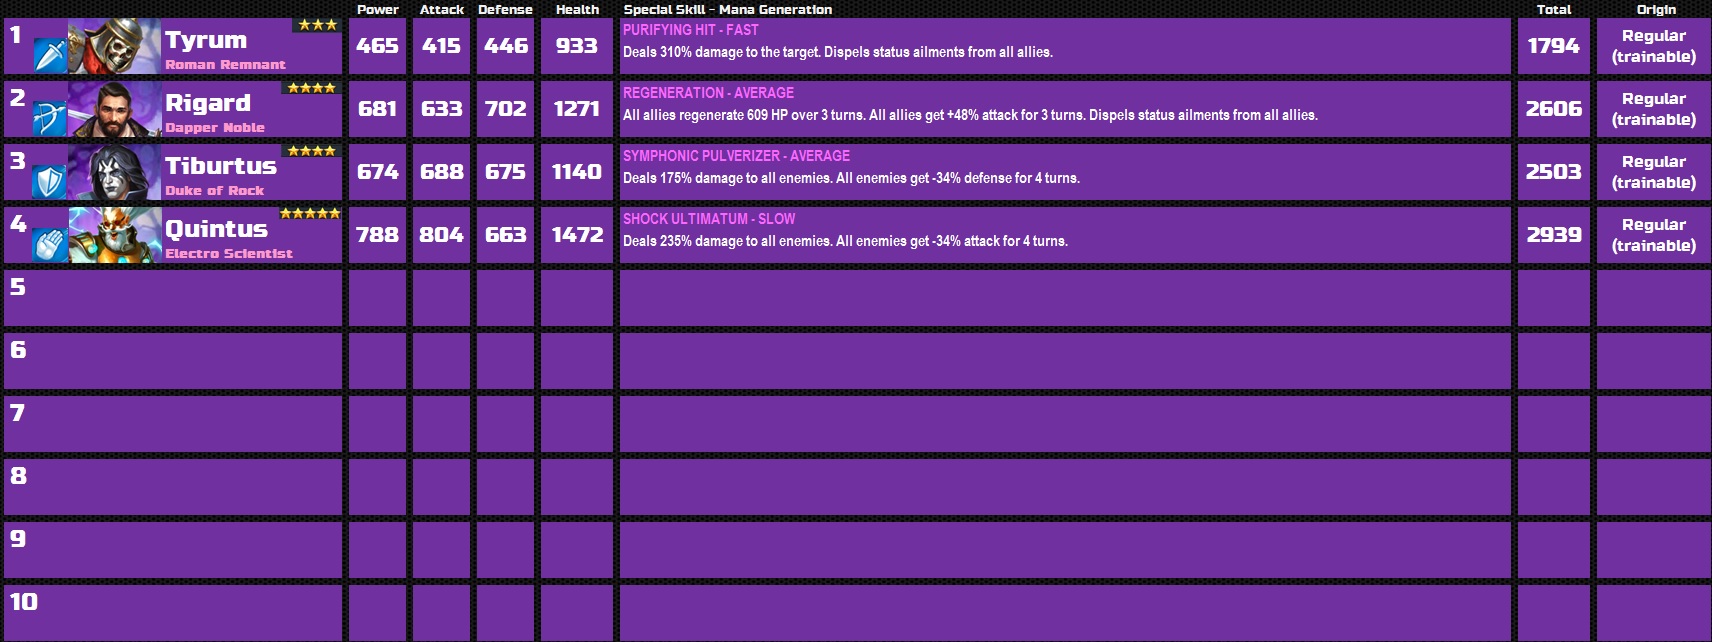 Power Attack Defense Health Special Skill - Mana Generation Total Origin
1 Tyrum Roman Remnant 465 415 446 933 PURIFYING HIT - FAST
Deals 310% damage to the target. Dispels status ailments from all allies. 1794 Regular (trainable)
2 Rigard Dapper Noble 681 633 702 1271 REGENERATION - AVERAGE
All allies regenerate 609 HP over 3 turns. All allies get +48% attack for 3 turns. Dispels status ailments from all allies. 2606 Regular (trainable)
3 Tiburtus Duke of Rock 674 688 675 1140 SYMPHONIC PULVERIZER - AVERAGE
Deals 175% damage to all enemies. All enemies get -34% defense for 4 turns. 2503 Regular (trainable)
4 Quintus Electro Scientist 788 804 663 1472 SHOCK ULTIMATUM - SLOW
Deals 235% damage to all enemies. All enemies get -34% attack for 4 turns. 2939 Regular (trainable)
5
6
7
8
9
10